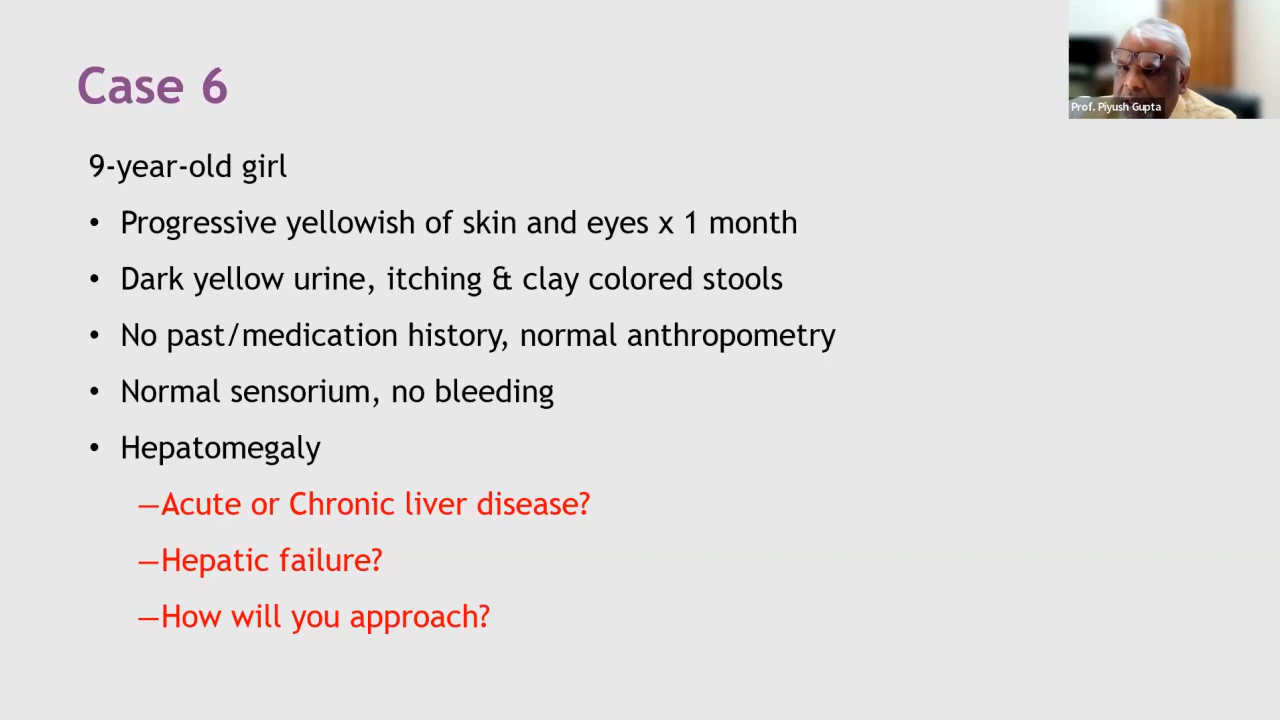 Case 6
Prof. Piyush Gupta
9-year-old girl
• Progressive yellowish of skin and eyes x 1 month
• Dark yellow urine, itching & clay colored stools
• No past/medication history, normal anthropometry
• Normal sensorium, no bleeding
• Hepatomegaly
—Acute or Chronic liver disease?
—Hepatic failure?
—How will you approach?